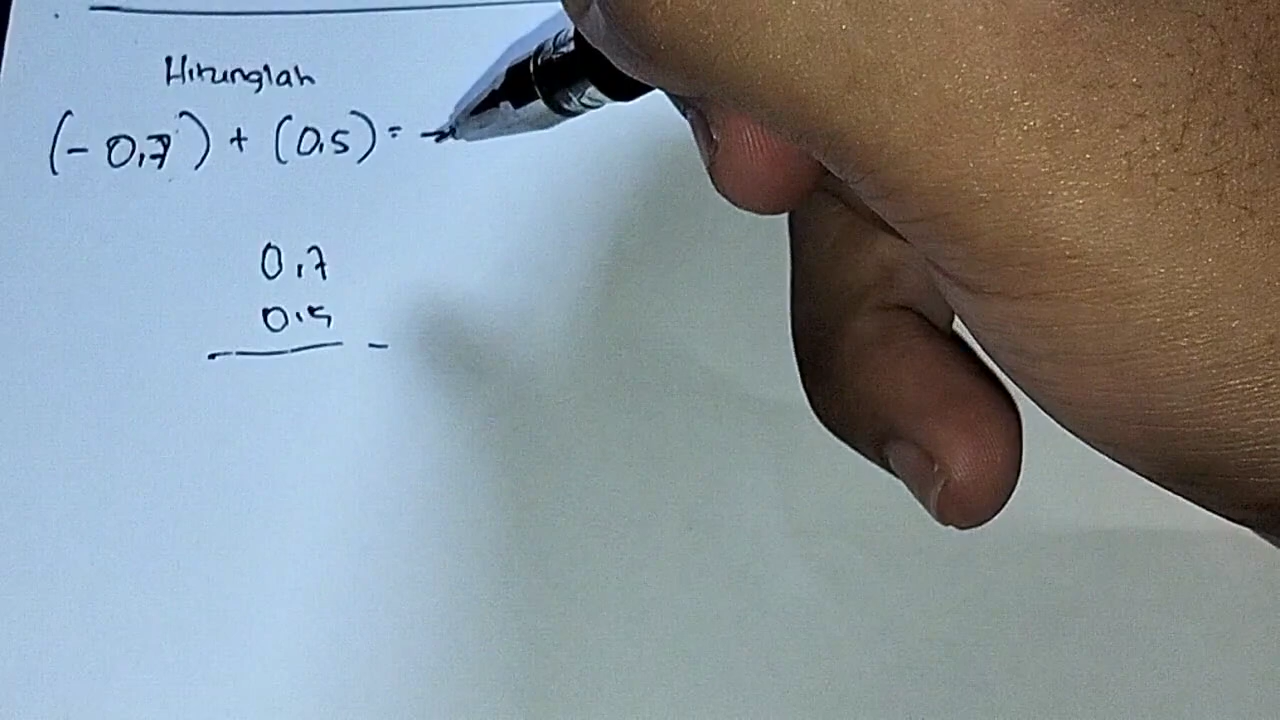 Hitunglah
(-0,7) + (0,5) = -
0,7
0,5
-